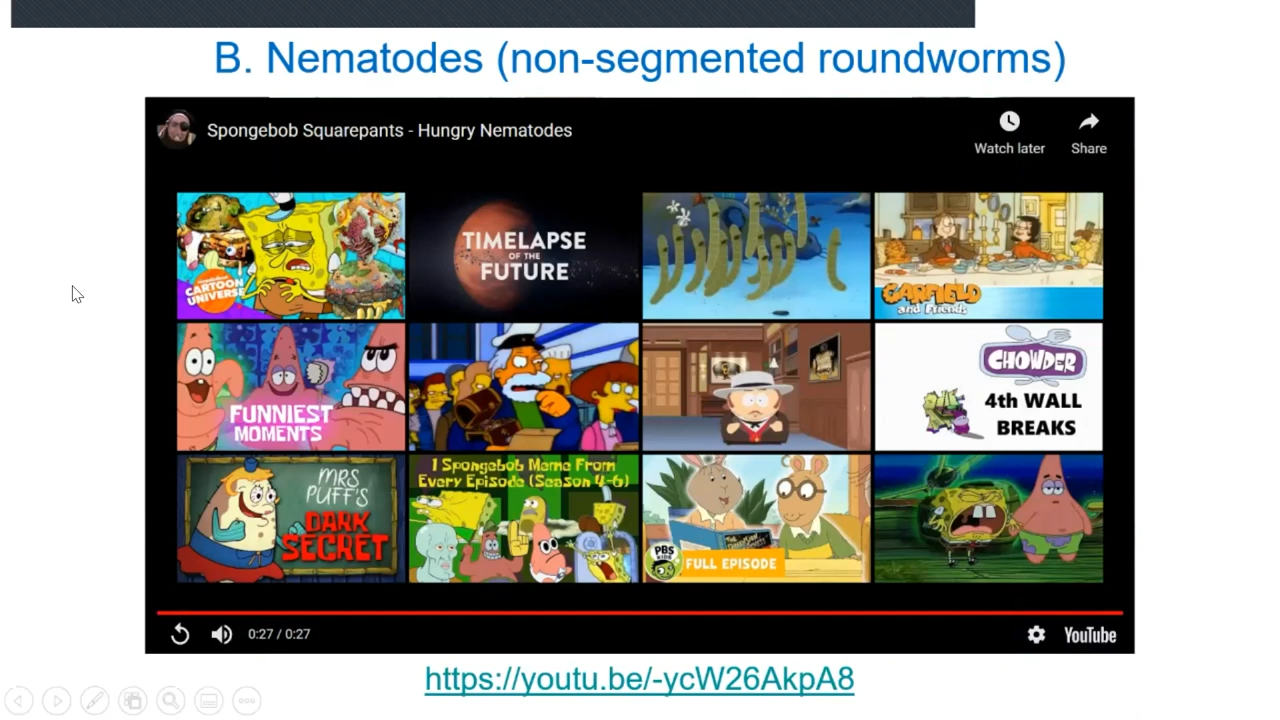 B. Nematodes (non-segmented roundworms)
Spongebob Squarepants - Hungry Nematodes
Watch later
Share
CARTOON
UNIVERSE
TIMELAPSE
OF THE
FUTURE
GARFIELD
and Friends
FUNNIEST
MOMENTS
CHOWDER
4th WALL
BREAKS
MRS
PUFF'S
DARK
SECRET
1 Spongebob Meme From
Every Episode (Season 4-6)
PBS
KIDS
FULL EPISODE
0:27 / 0:27
YouTube
https://youtu.be/-ycW26AkpA8